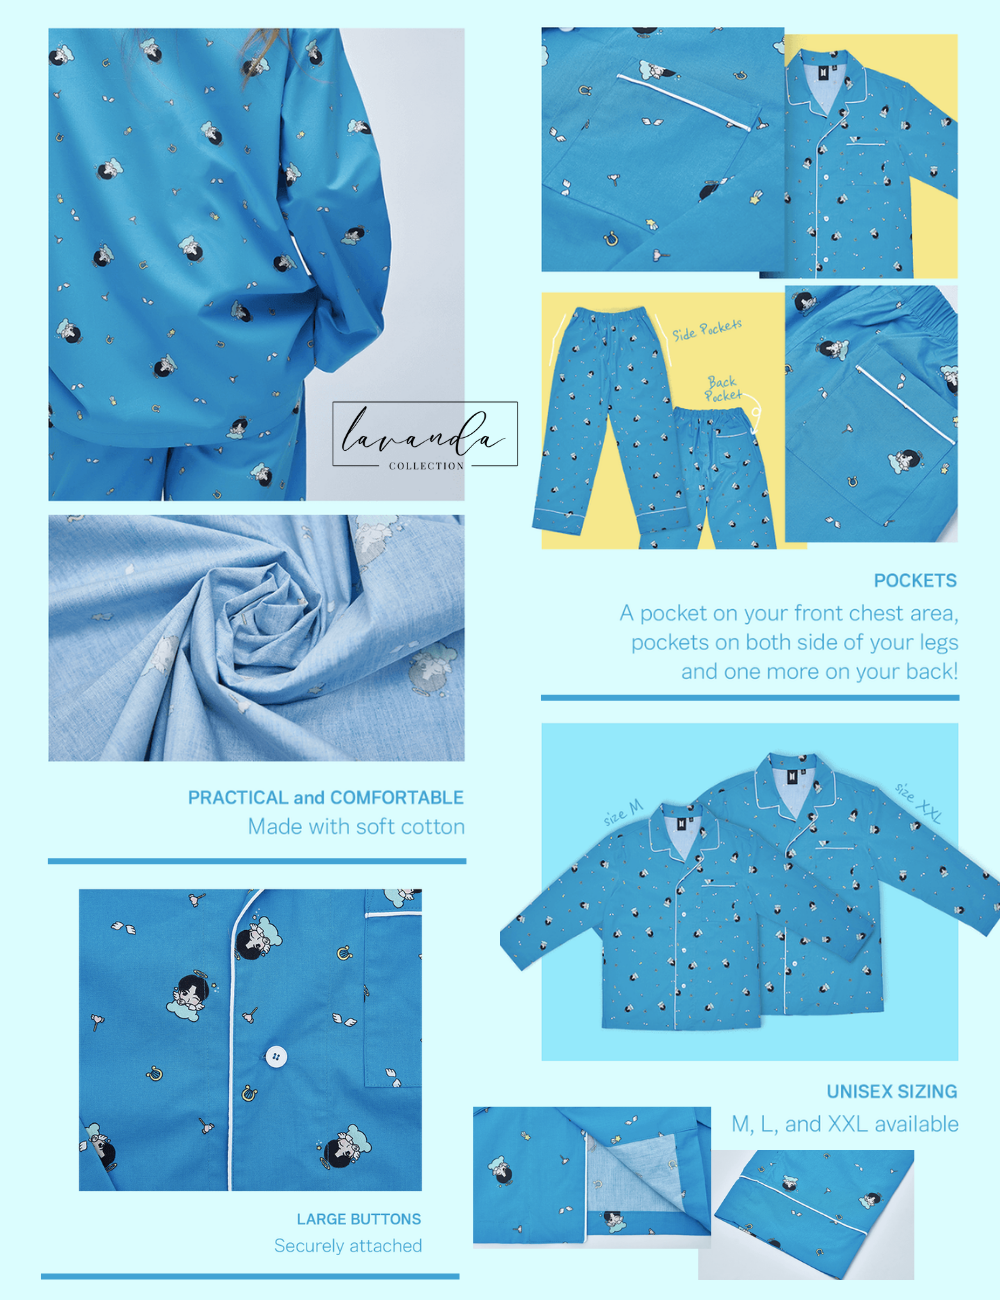 lavanda
COLLECTION
PRACTICAL and COMFORTABLE
Made with soft cotton
LARGE BUTTONS
Securely attached
Side Pockets
Back
Pocket
POCKETS
A pocket on your front chest area,
pockets on both side of your legs
and one more on your back!
size M
size XXL
UNISEX SIZING
M, L, and XXL available